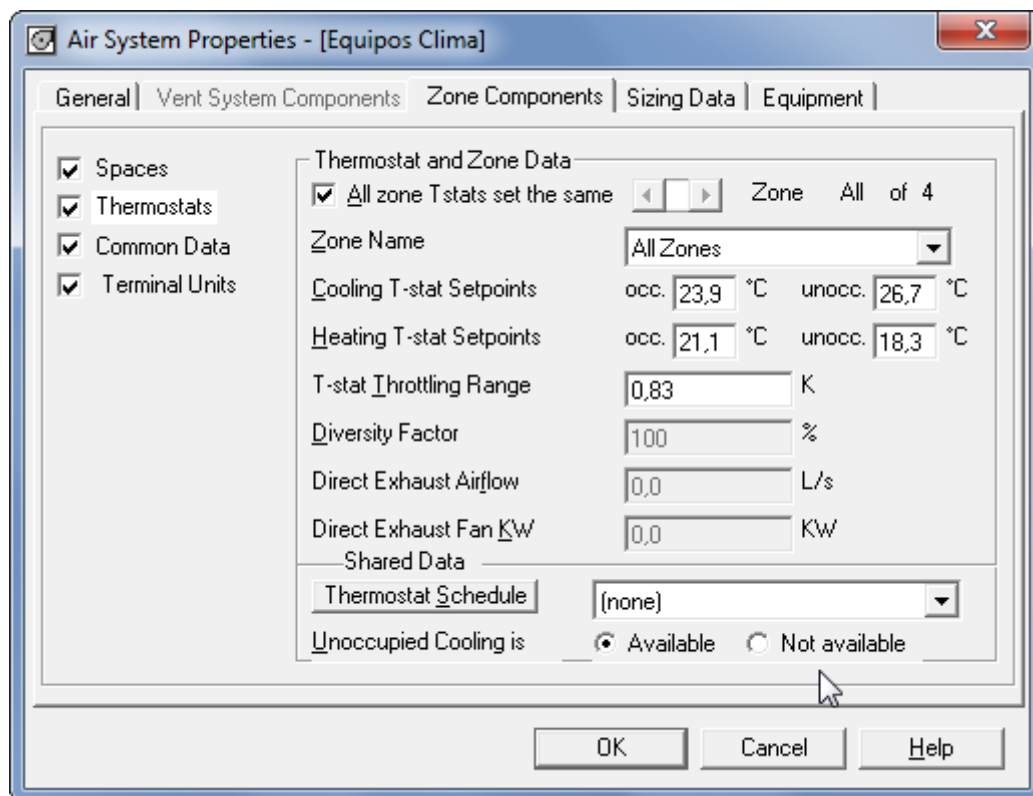 Air System Properties - [Equipos Clima]
General Vent System Components Zone Components Sizing Data Equipment
Spaces
Thermostats
Common Data
Terminal Units
Thermostat and Zone Data
All zone Tstats set the same Zone All of 4
Zone Name All Zones
Cooling T-stat Setpoints occ. 23,9 °C unocc. 26,7 °C
Heating T-stat Setpoints occ. 21,1 °C unocc. 18,3 °C
T-stat Throttling Range 0,83 K
Diversity Factor 100 %
Direct Exhaust Airflow 0,0 L/s
Direct Exhaust Fan KW 0,0 KW
Shared Data
Thermostat Schedule (none)
Unoccupied Cooling is Available Not available
OK Cancel Help